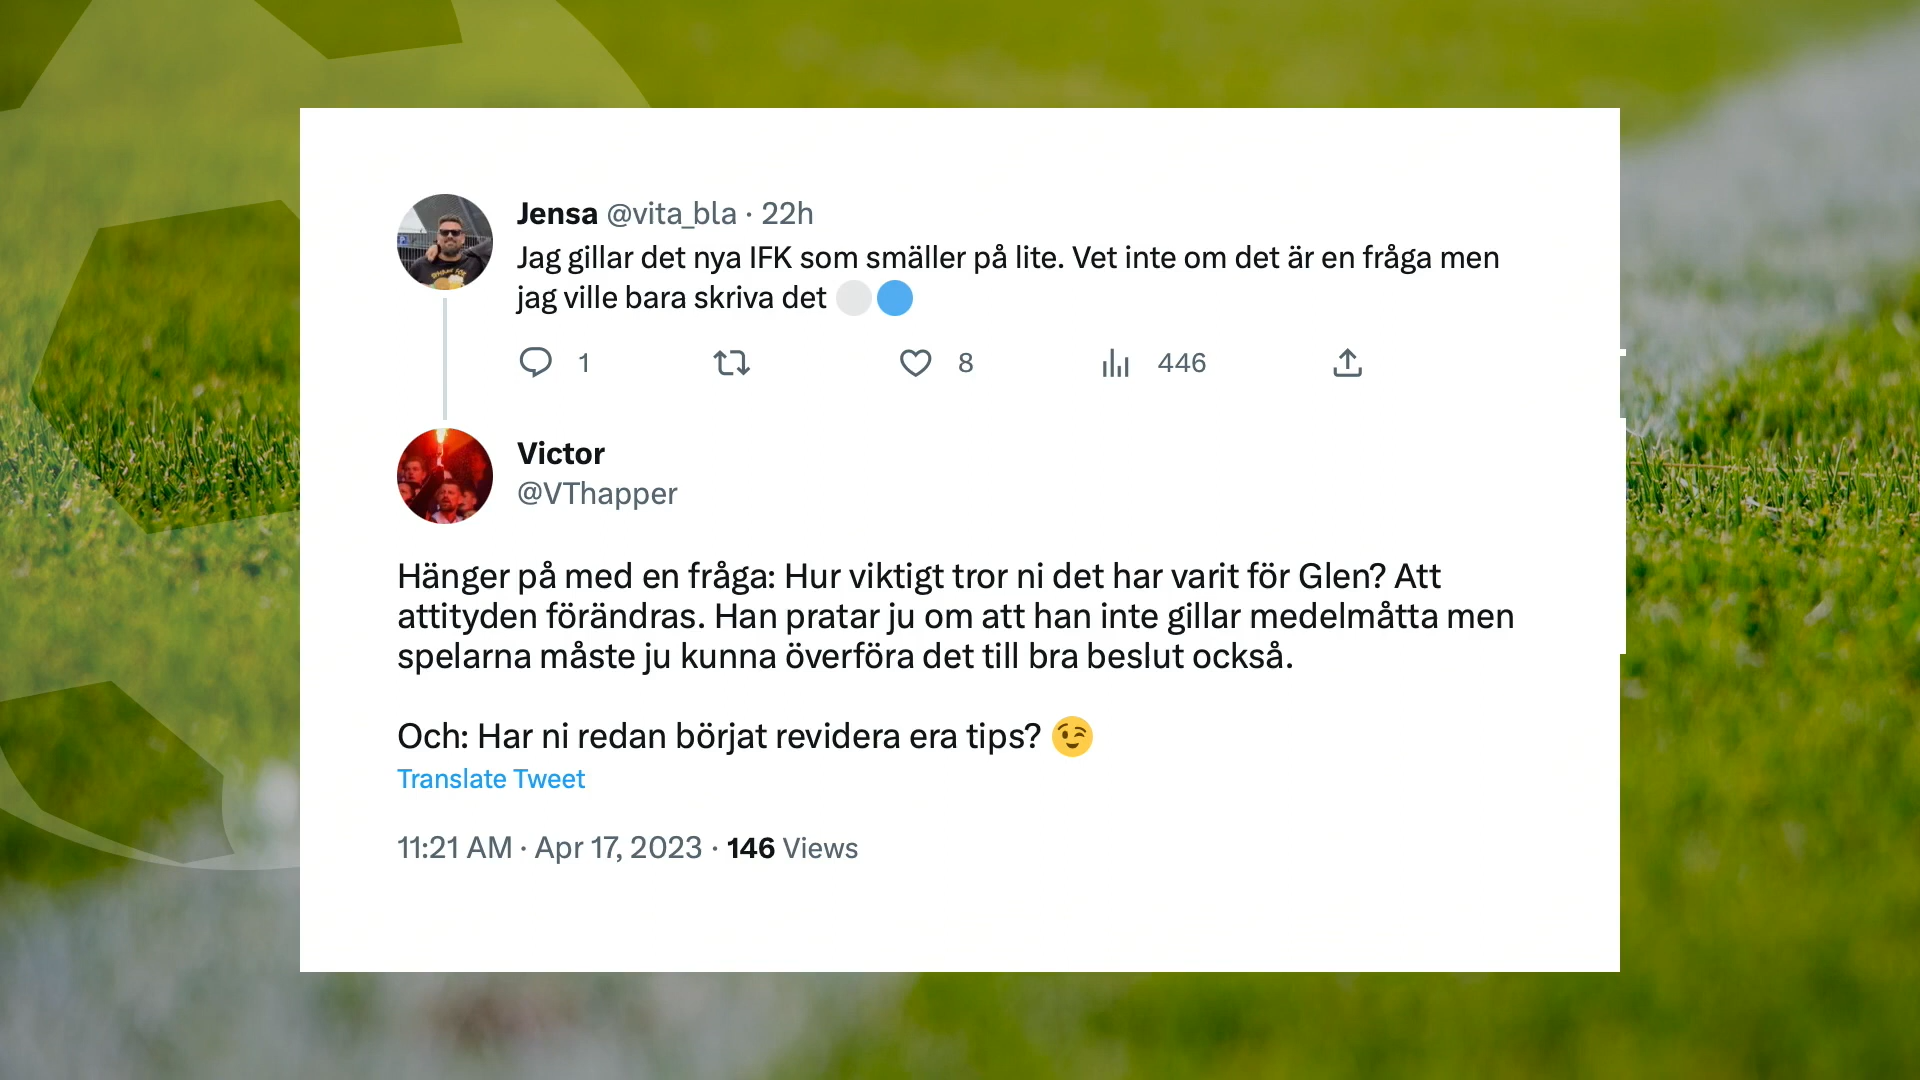 Jensa @vita_bla · 22h
Jag gillar det nya IFK som smäller på lite. Vet inte om det är en fråga men
jag ville bara skriva det
1 8 446
Victor
@VThapper
Hänger på med en fråga: Hur viktigt tror ni det har varit för Glen? Att
attityden förändras. Han pratar ju om att han inte gillar medelmåtta men
spelarna måste ju kunna överföra det till bra beslut också.
Och: Har ni redan börjat revidera era tips? 😉
Translate Tweet
11:21 AM · Apr 17, 2023 · 146 Views